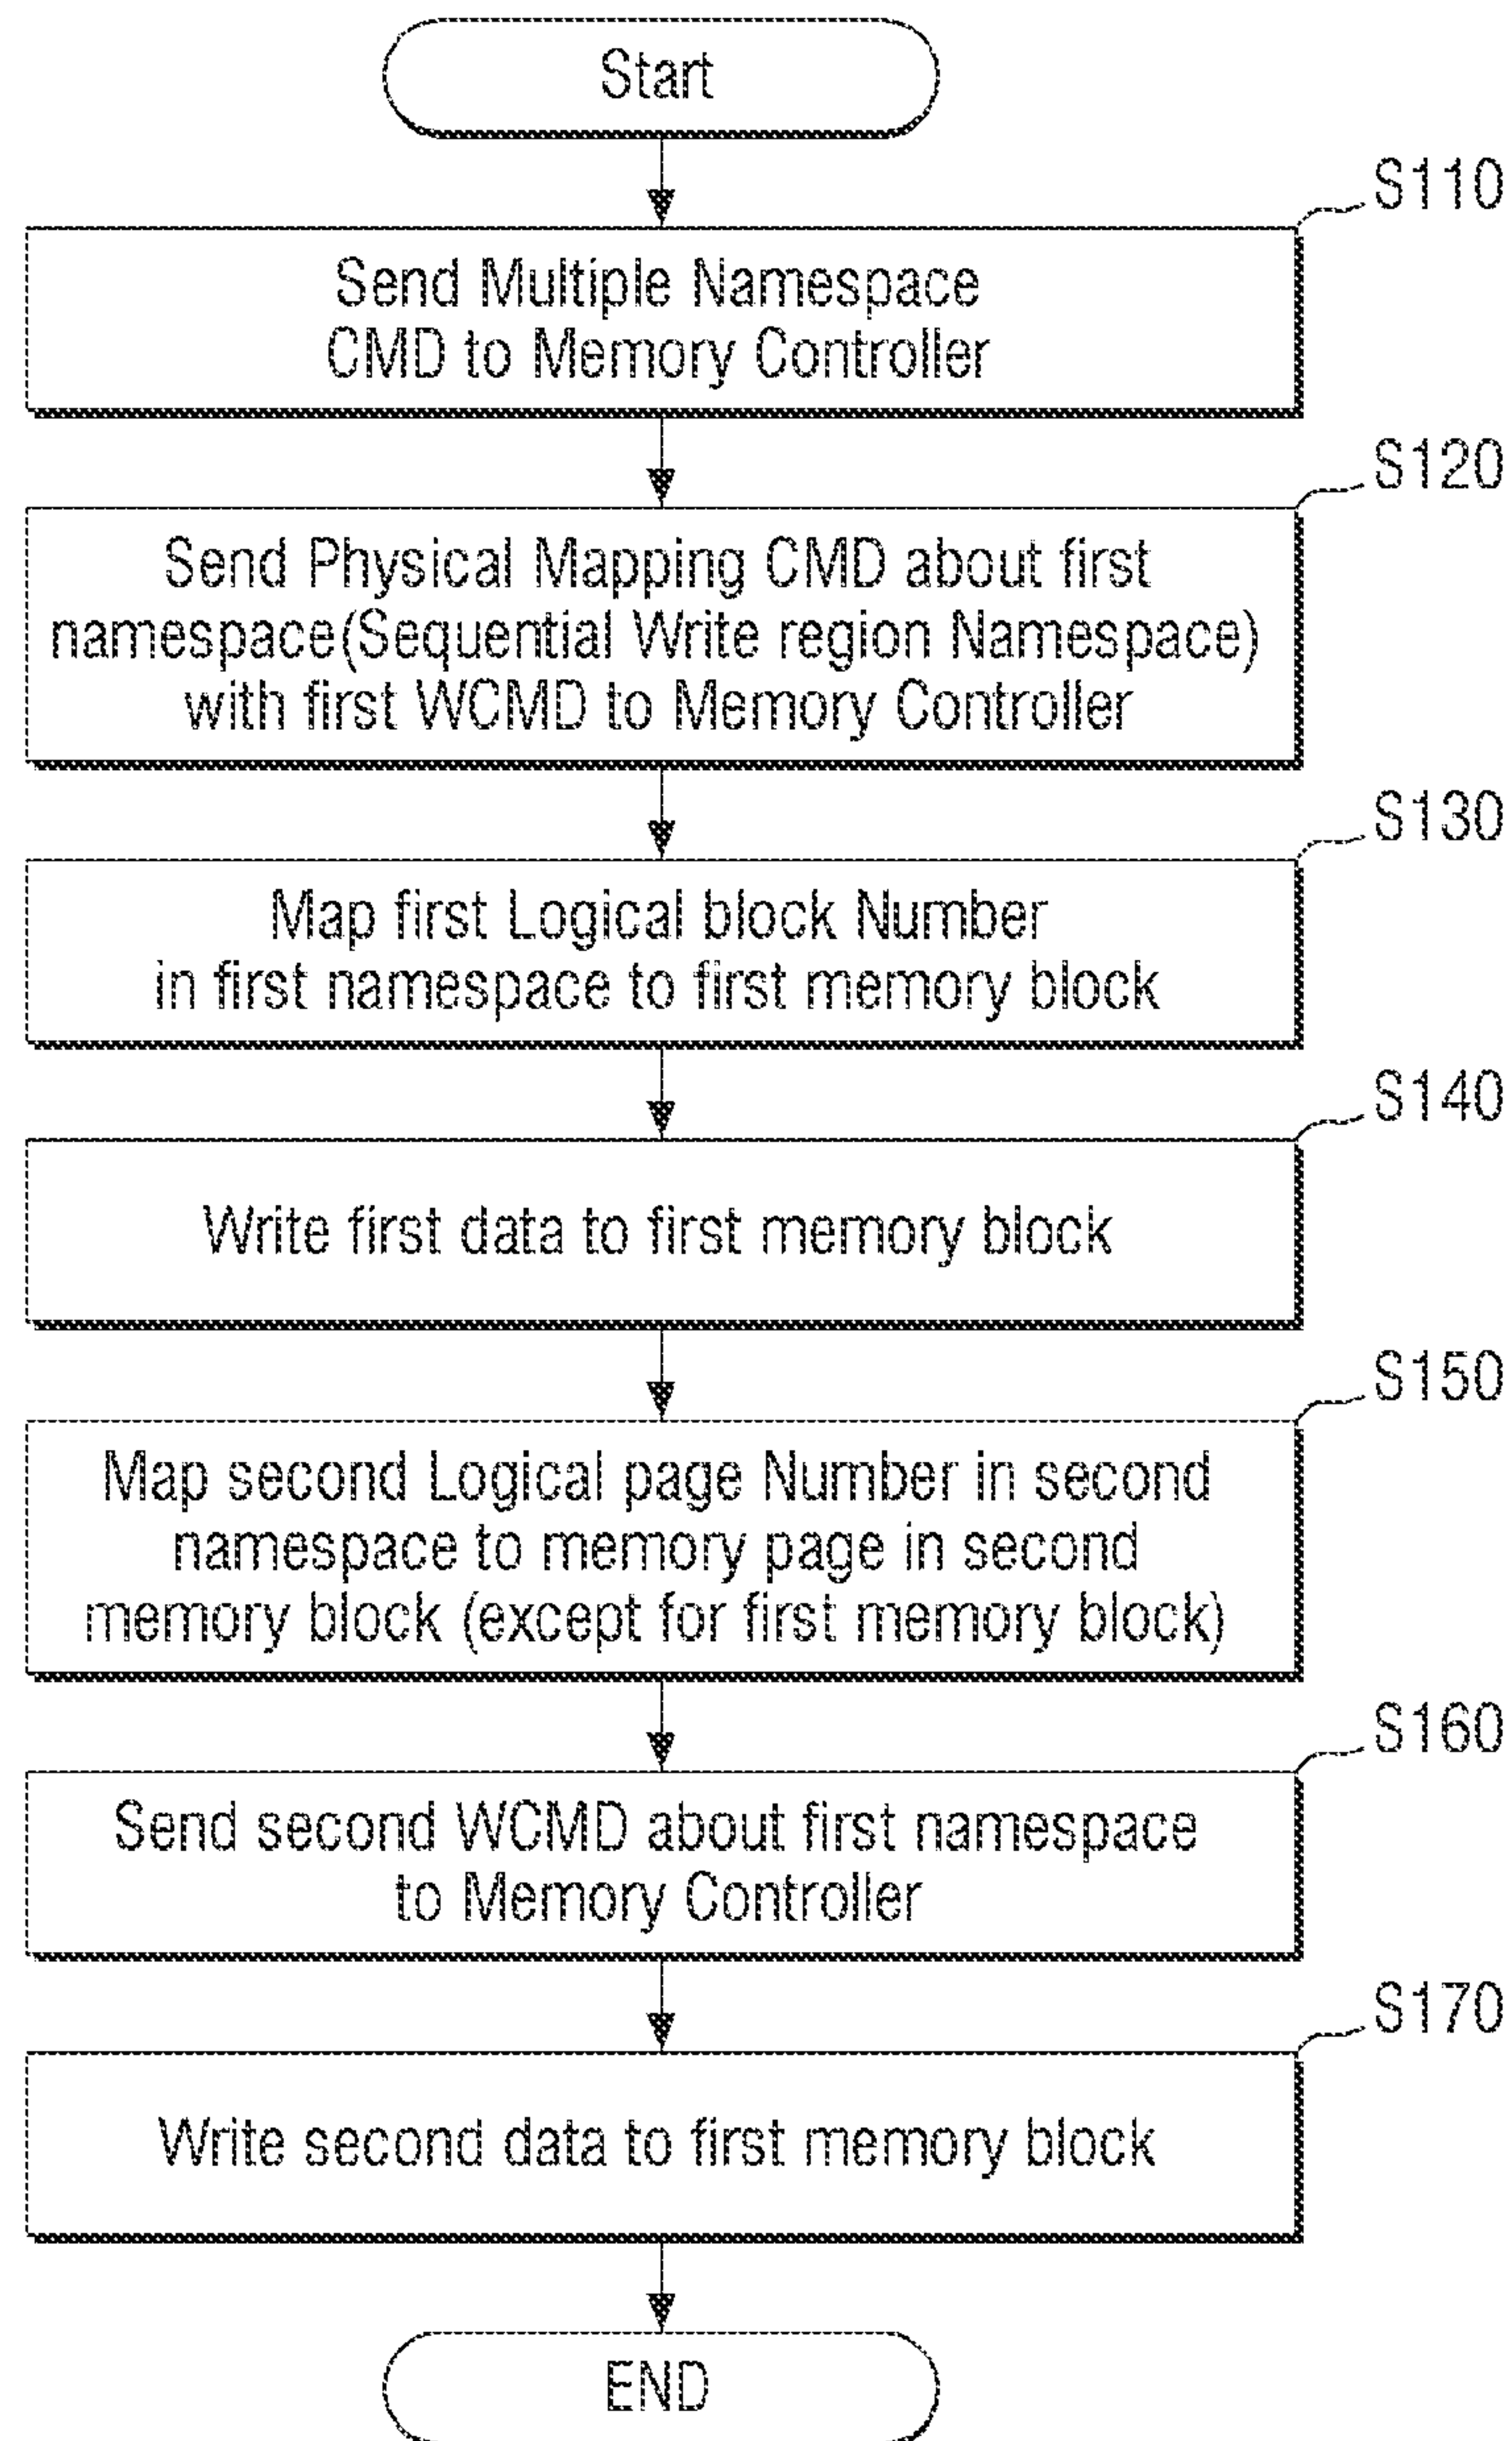 Start
S110
Send Multiple Namespace
CMD to Memory Controller
S120
Send Physical Mapping CMD about first
namespace(Sequential Write region Namespace)
with first WCMD to Memory Controller
S130
Map first Logical block Number
in first namespace to first memory block
S140
Write first data to first memory block
S150
Map second Logical page Number in second
namespace to memory page in second
memory block (except for first memory block)
S160
Send second WCMD about first namespace
to Memory Controller
S170
Write second data to first memory block
END